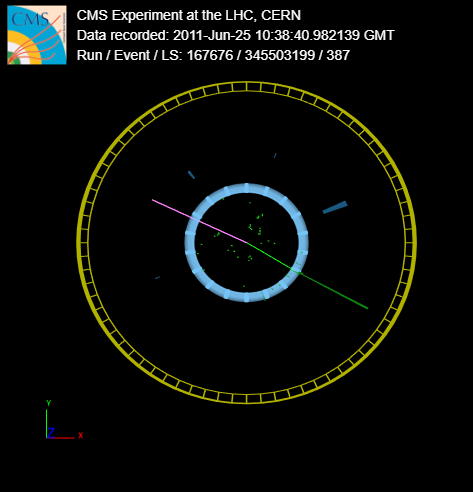 CMS
CMS Experiment at the LHC, CERN
Data recorded: 2011-Jun-25 10:38:40.982139 GMT
Run / Event / LS: 167676 / 345503199 / 387
Y
Z
X